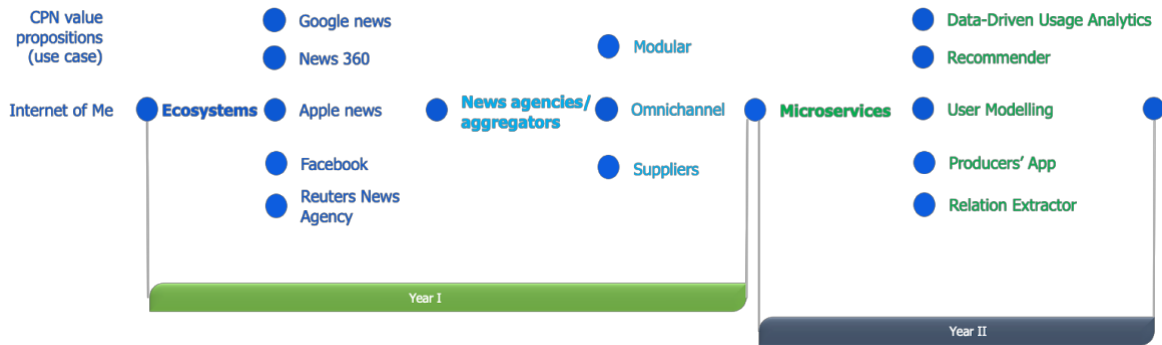 CPN value
propositions
(use case)
Internet of Me
Ecosystems
Google news
News 360
Apple news
Facebook
Reuters News
Agency
News agencies/
aggregators
Modular
Omnichannel
Suppliers
Microservices
Data-Driven Usage Analytics
Recommender
User Modelling
Producers’ App
Relation Extractor
Year I
Year II